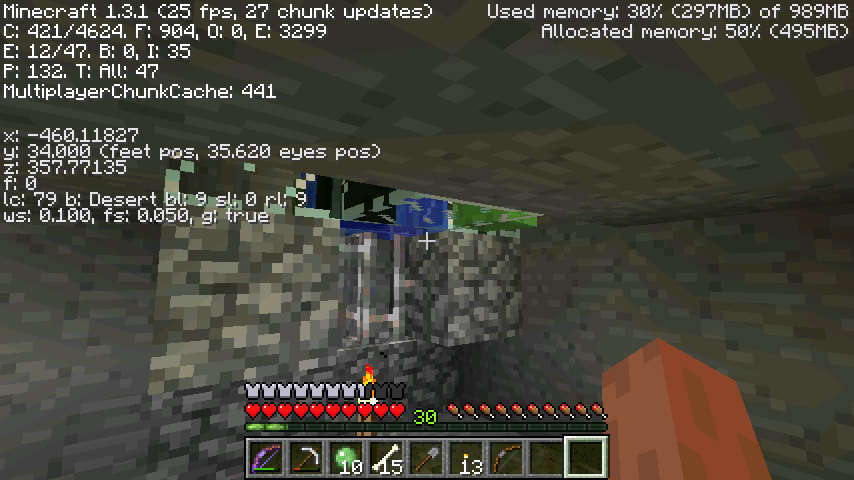 Minecraft 1.3.1 (25 fps, 27 chunk updates)
C: 421/4624. F: 904, O: 0, E: 3299
E: 12/47. B: 0, I: 35
P: 132. T: All: 47
MultiplayerChunkCache: 441
Used memory: 30% (297MB) of 989MB
Allocated memory: 50% (495MB)
x: -460.11827
y: 34.000 (feet pos, 35.620 eyes pos)
z: 357.77135
f: 0
lc: 79 b: Desert bl: 9 sl: 0 rl: 9
ws: 0.100, fs: 0.050, g: true
30
10
15
13